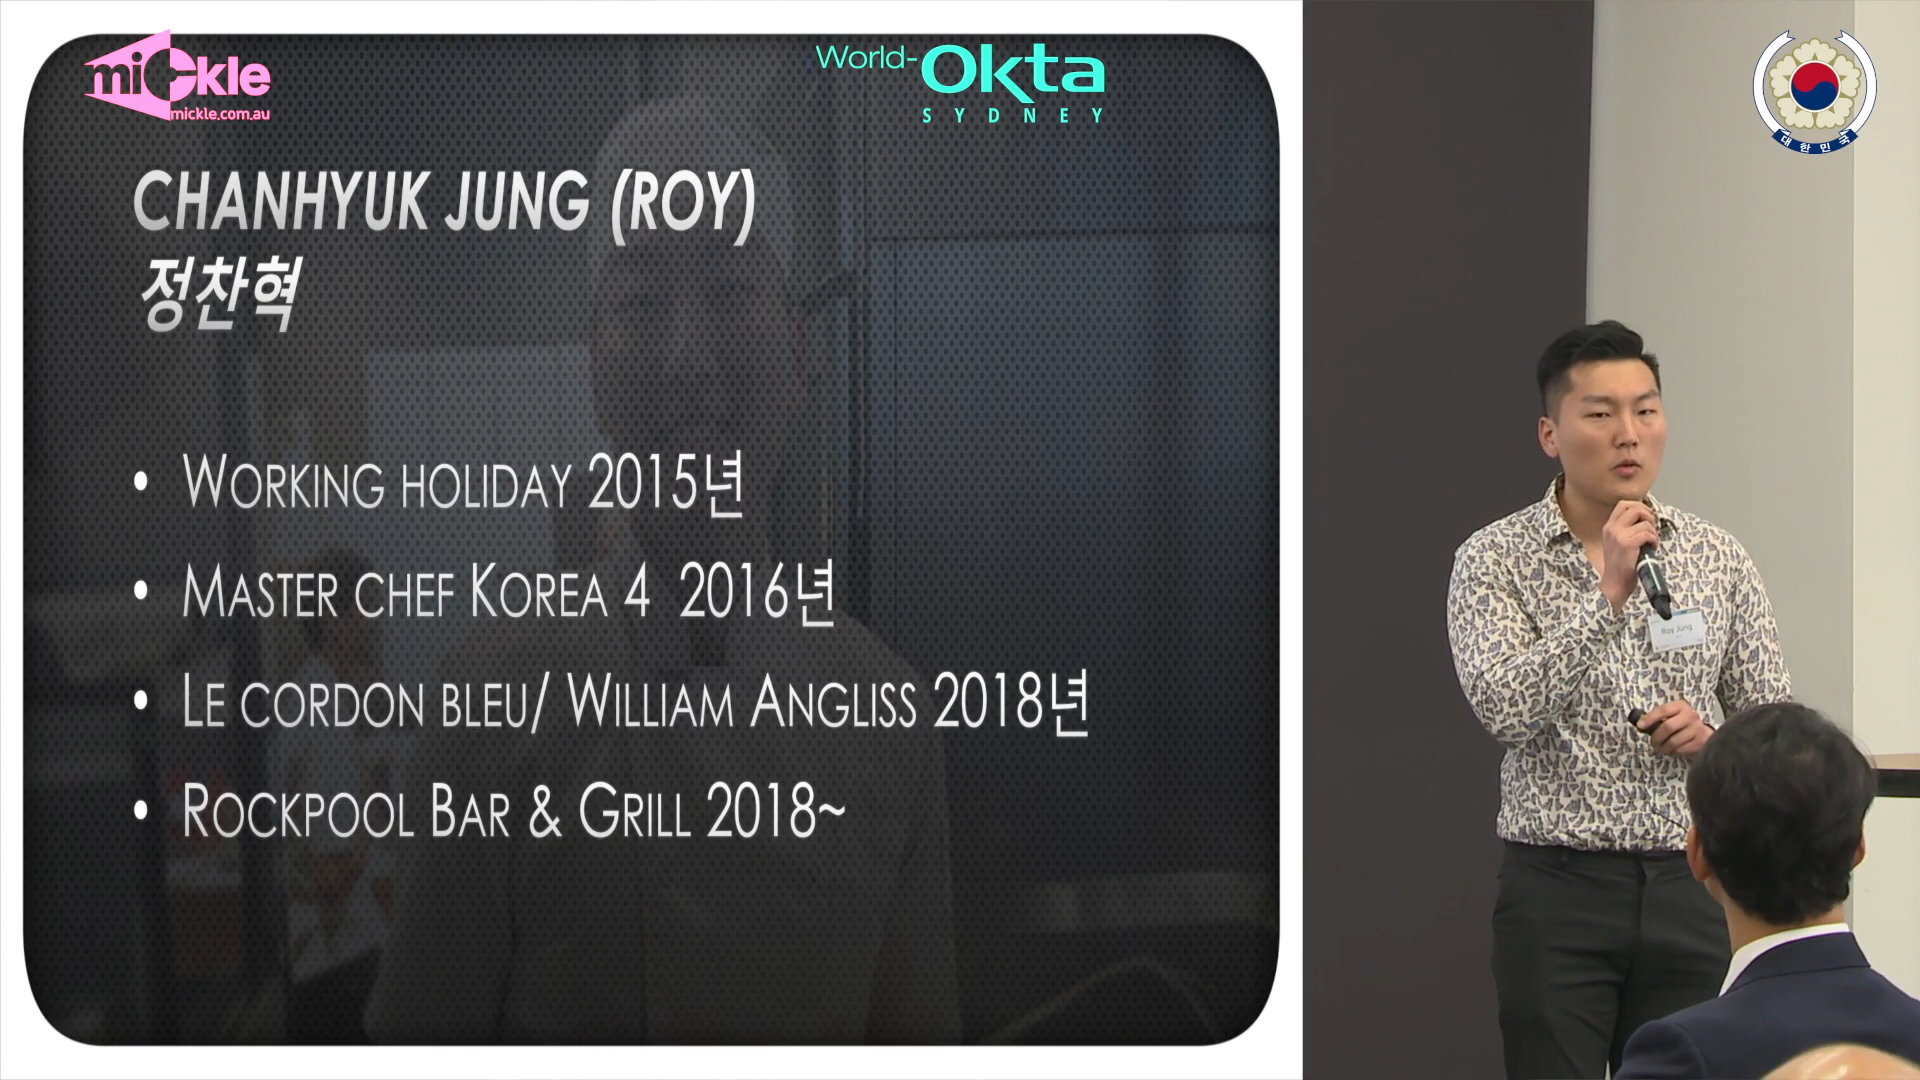 mickle
mickle.com.au
World-Okta
SYDNEY
대한민국
CHANHYUK JUNG (ROY)
정찬혁
• WORKING HOLIDAY 2015년
• MASTER CHEF KOREA 4 2016년
• LE CORDON BLEU/ WILLIAM ANGLISS 2018년
• ROCKPOOL BAR & GRILL 2018~
Roy Jung